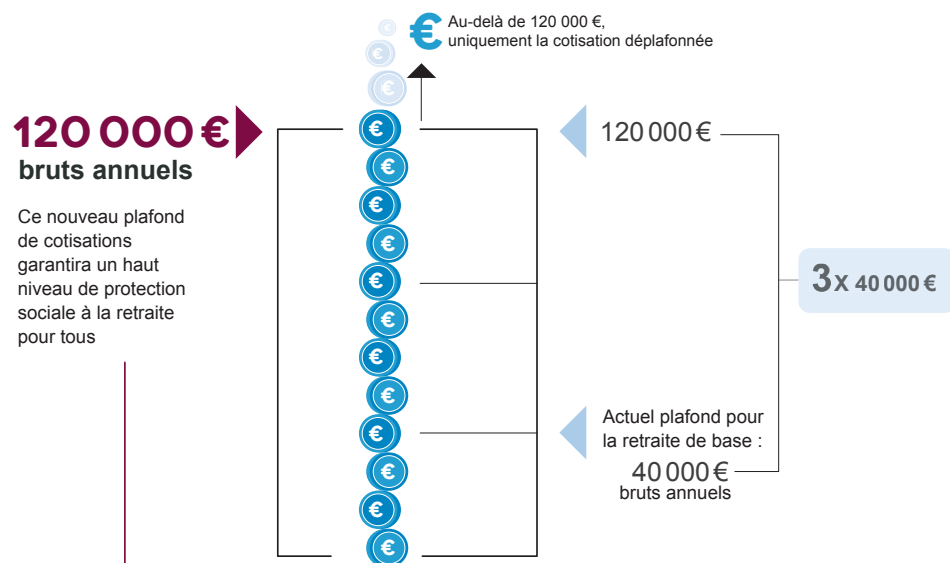 Au-delà de 120 000 €,
uniquement la cotisation déplafonnée
120 000 €
bruts annuels
Ce nouveau plafond
de cotisations
garantira un haut
niveau de protection
sociale à la retraite
pour tous
120 000 €
3x 40 000 €
Actuel plafond pour
la retraite de base :
40 000 €
bruts annuels